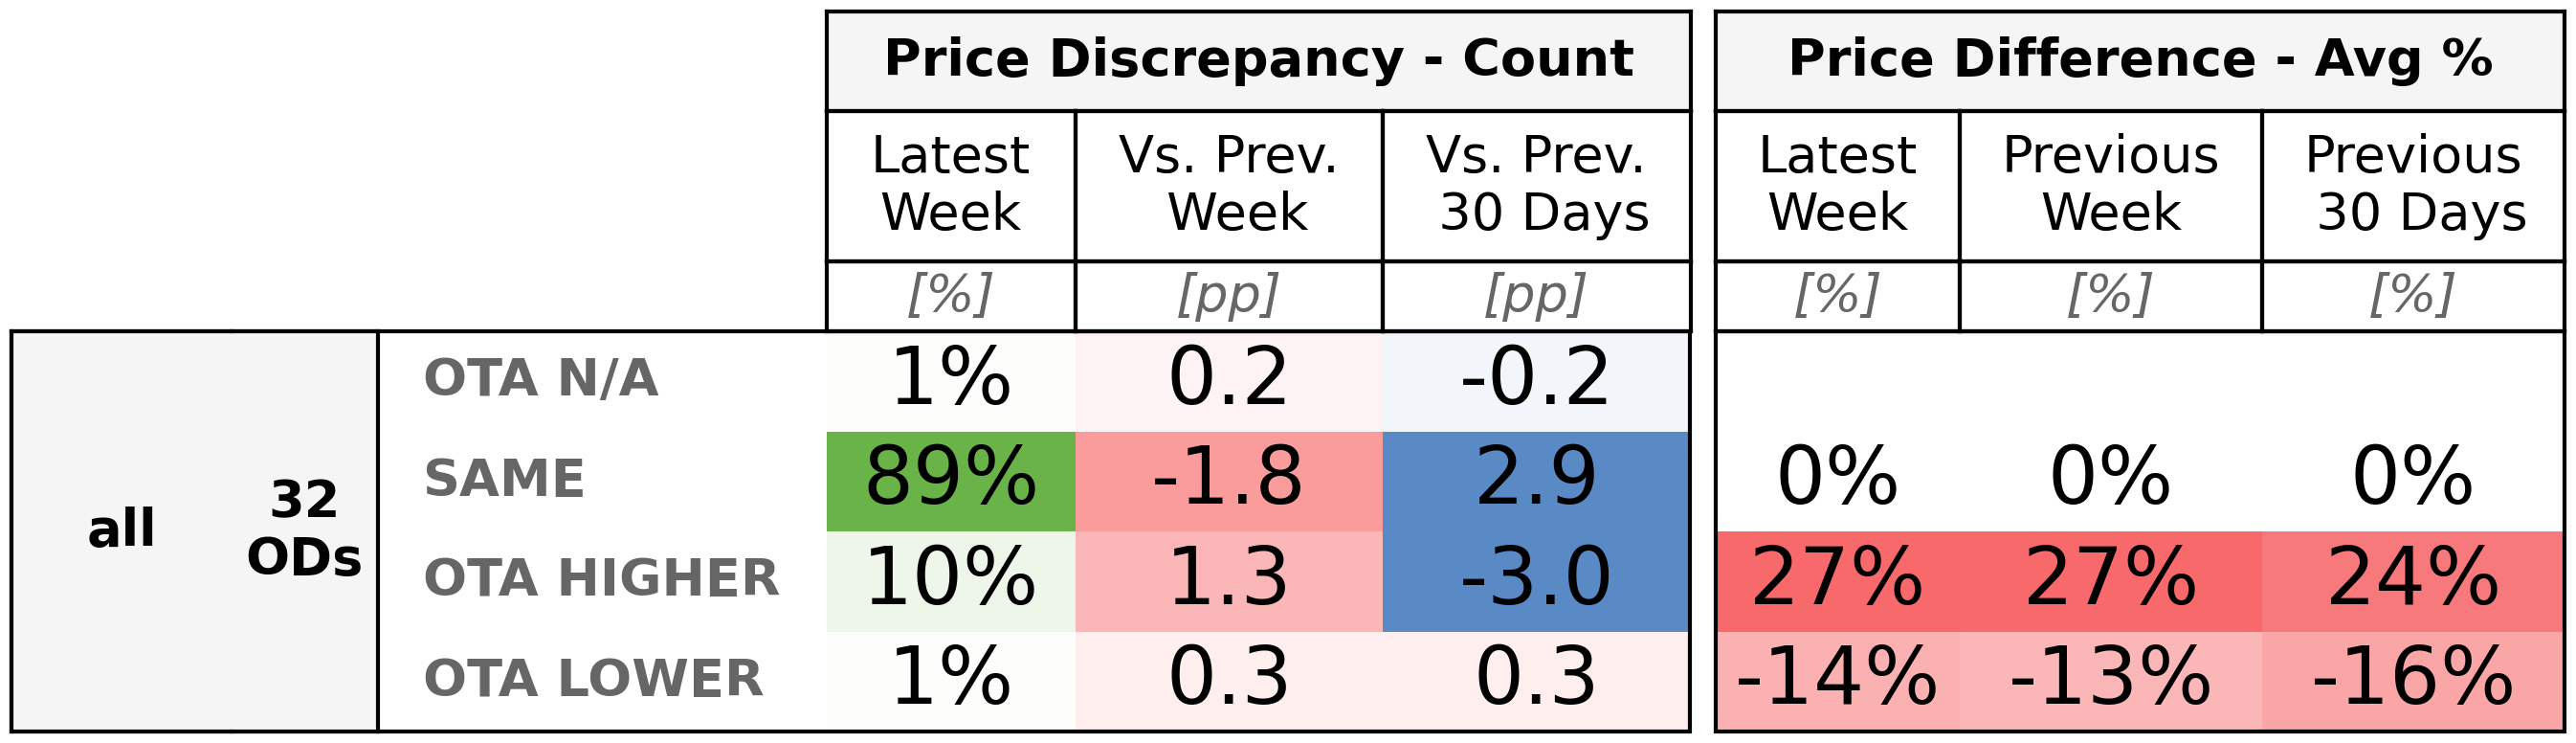 Price Discrepancy - Count Price Difference - Avg %
Latest Week Vs. Prev. Week Vs. Prev. 30 Days Latest Week Previous Week Previous 30 Days
[%] [pp] [pp] [%] [%] [%]
all 32 ODs
OTA N/A 1% 0.2 -0.2
SAME 89% -1.8 2.9 0% 0% 0%
OTA HIGHER 10% 1.3 -3.0 27% 27% 24%
OTA LOWER 1% 0.3 0.3 -14% -13% -16%